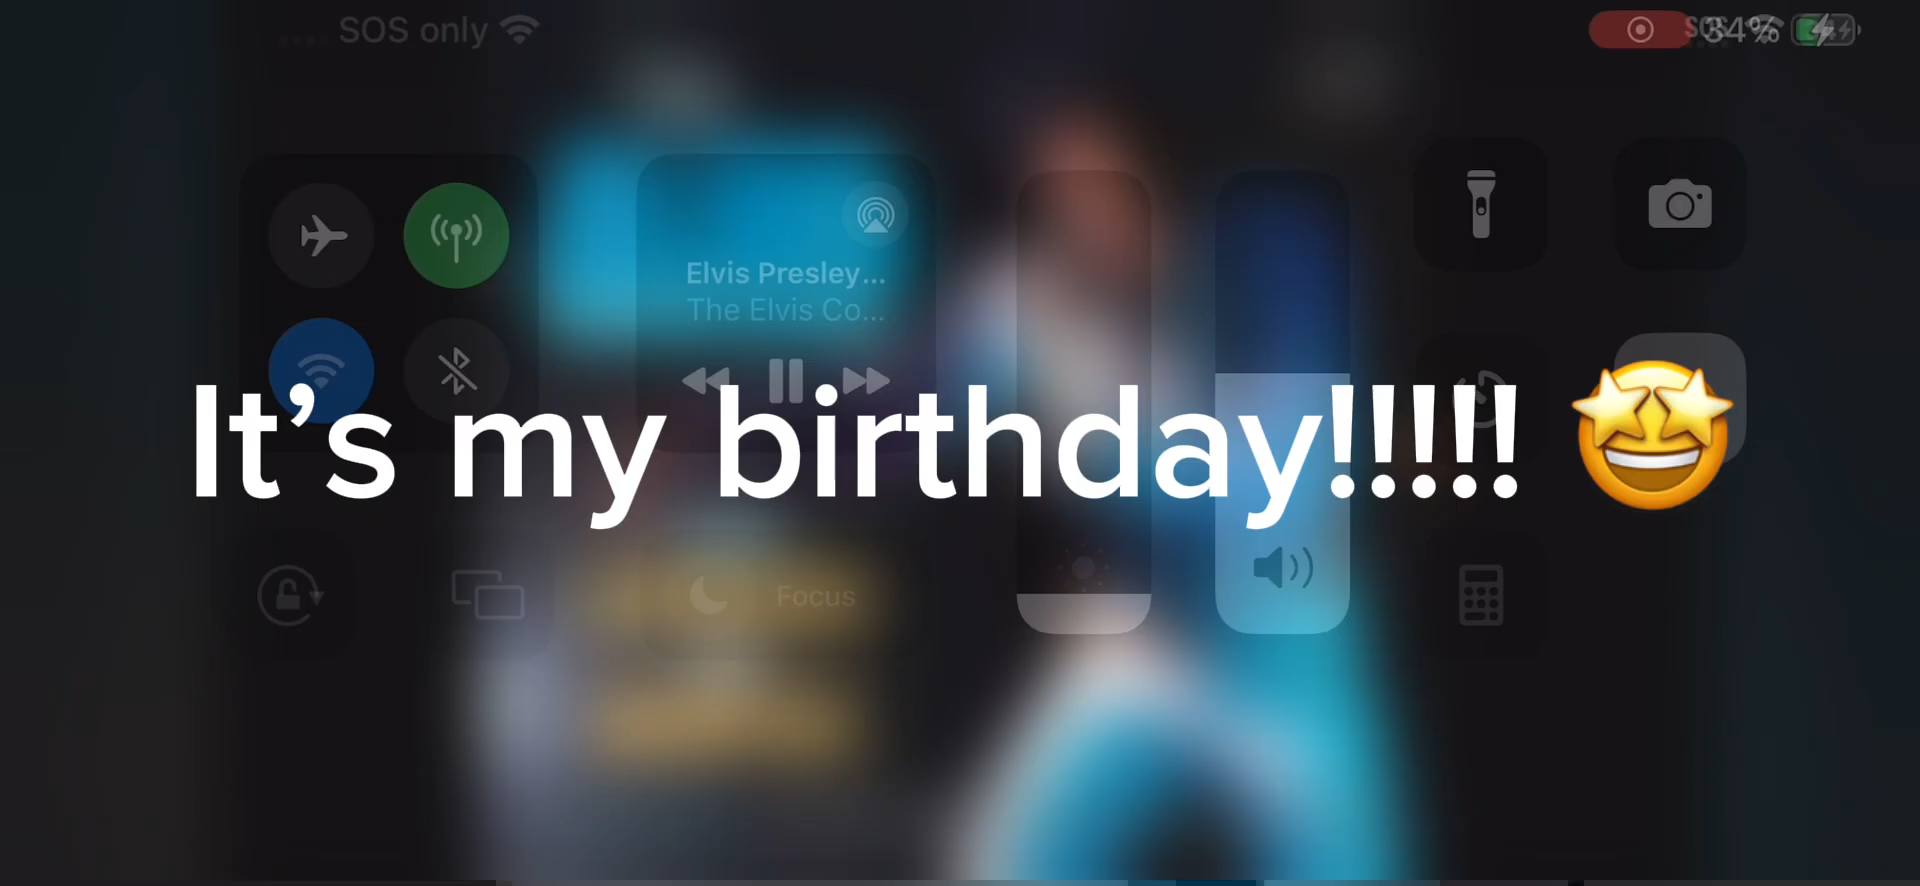 SOS only
34%
Elvis Presley...
The Elvis Co...
It’s my birthday!!!!! 🤩
Focus